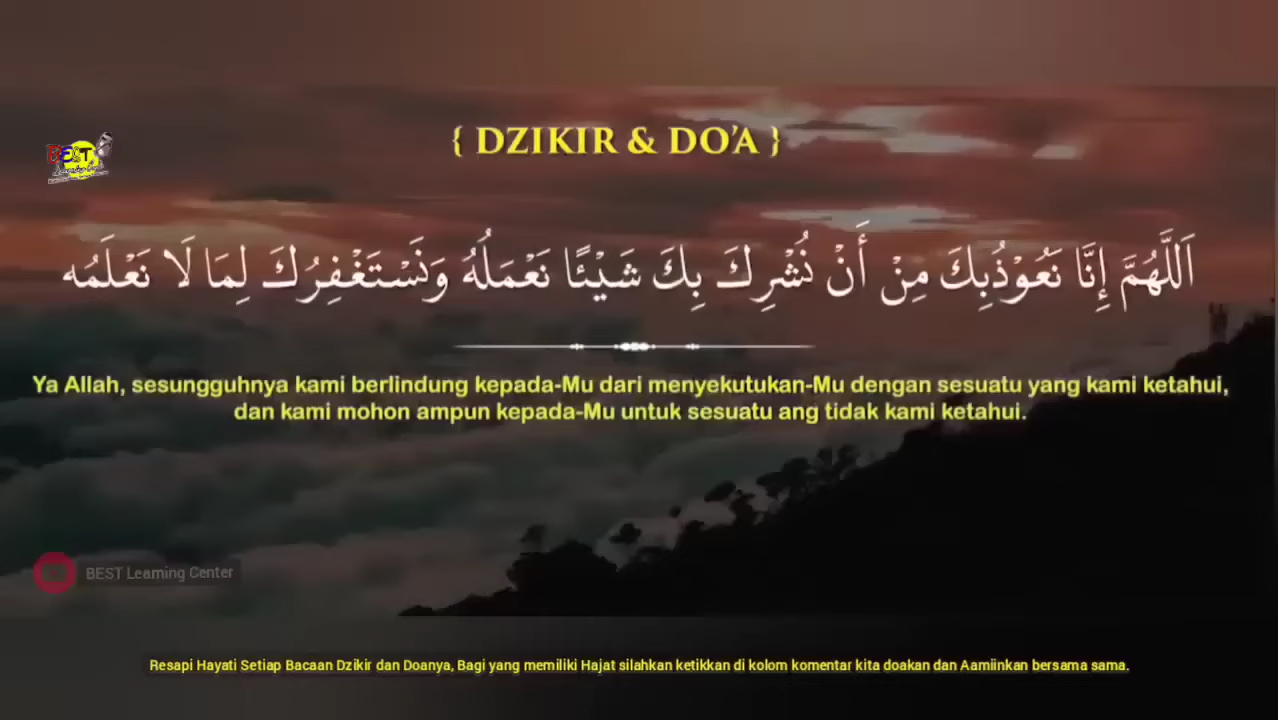 { DZIKIR & DO'A }
BEST
اَللَّهُمَّ إِنَّا نَعُوْذُبِكَ مِنْ أَنْ نُشْرِكَ بِكَ شَيْئًا نَعْمَلُهُ وَنَسْتَغْفِرُكَ لِمَا لَا نَعْلَمُه
Ya Allah, sesungguhnya kami berlindung kepada-Mu dari menyekutukan-Mu dengan sesuatu yang kami ketahui,
dan kami mohon ampun kepada-Mu untuk sesuatu ang tidak kami ketahui.
BEST Learning Center
Resapi Hayati Setiap Bacaan Dzikir dan Doanya, Bagi yang memiliki Hajat silahkan ketikkan di kolom komentar kita doakan dan Aamiinkan bersama sama.